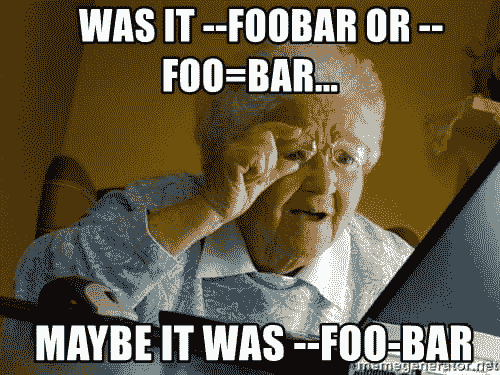 WAS IT --FOOBAR OR --
FOO=BAR...
MAYBE IT WAS --FOO-BAR
memegenerator.net